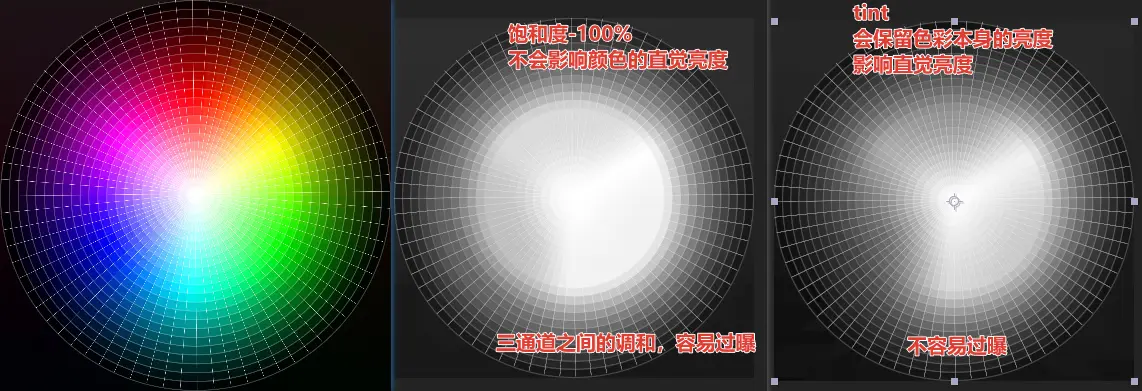 饱和度-100%
不会影响颜色的直觉亮度
三通道之间的调和，容易过曝
tint
会保留色彩本身的亮度
影响直觉亮度
不容易过曝